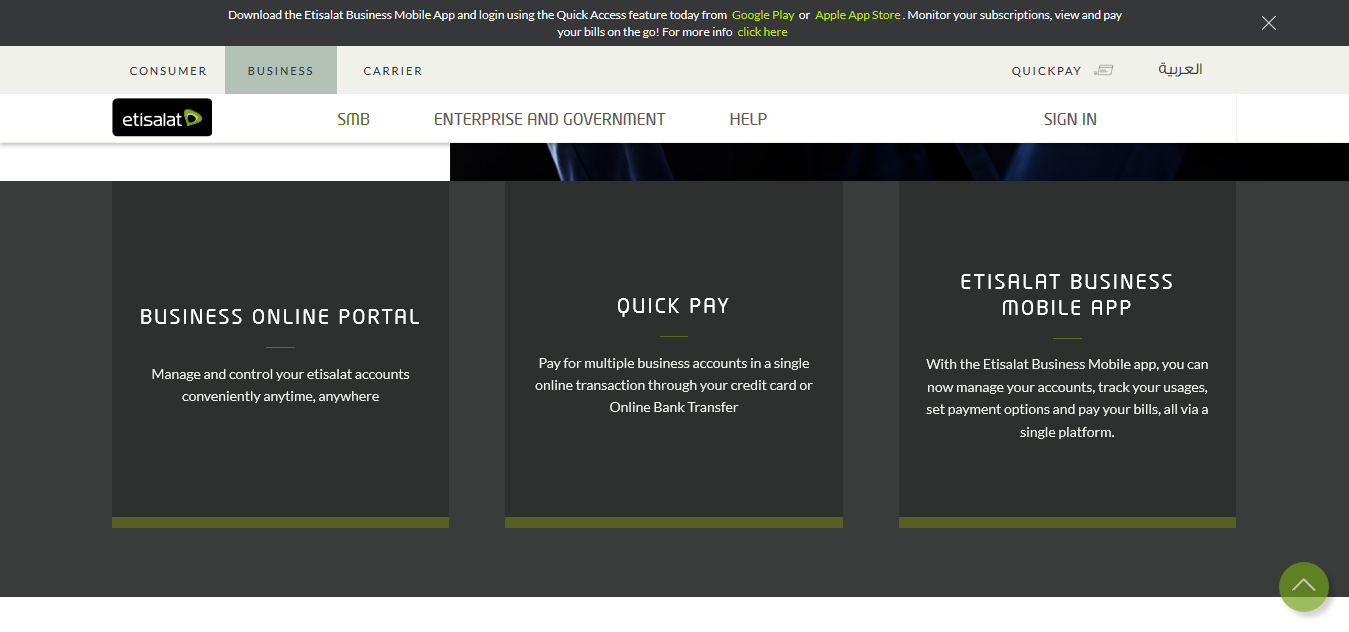 Download the Etisalat Business Mobile App and login using the Quick Access feature today from Google Play or Apple App Store. Monitor your subscriptions, view and pay
your bills on the go! For more info click here
CONSUMER BUSINESS CARRIER QUICKPAY العربية
etisalat SMB ENTERPRISE AND GOVERNMENT HELP SIGN IN
BUSINESS ONLINE PORTAL
Manage and control your etisalat accounts
conveniently anytime, anywhere
QUICK PAY
Pay for multiple business accounts in a single
online transaction through your credit card or
Online Bank Transfer
ETISALAT BUSINESS
MOBILE APP
With the Etisalat Business Mobile app, you can
now manage your accounts, track your usages,
set payment options and pay your bills, all via a
single platform.